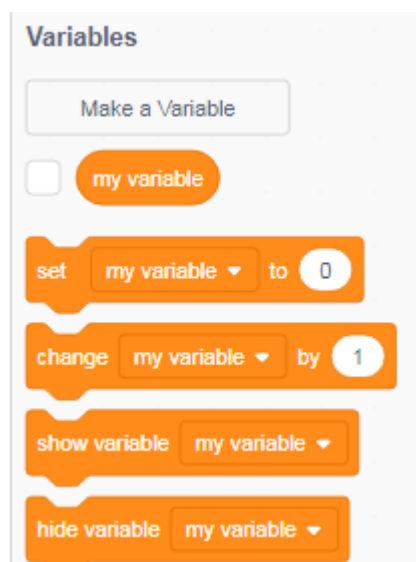 Variables
Make a Variable
my variable
set my variable to 0
change my variable by 1
show variable my variable
hide variable my variable